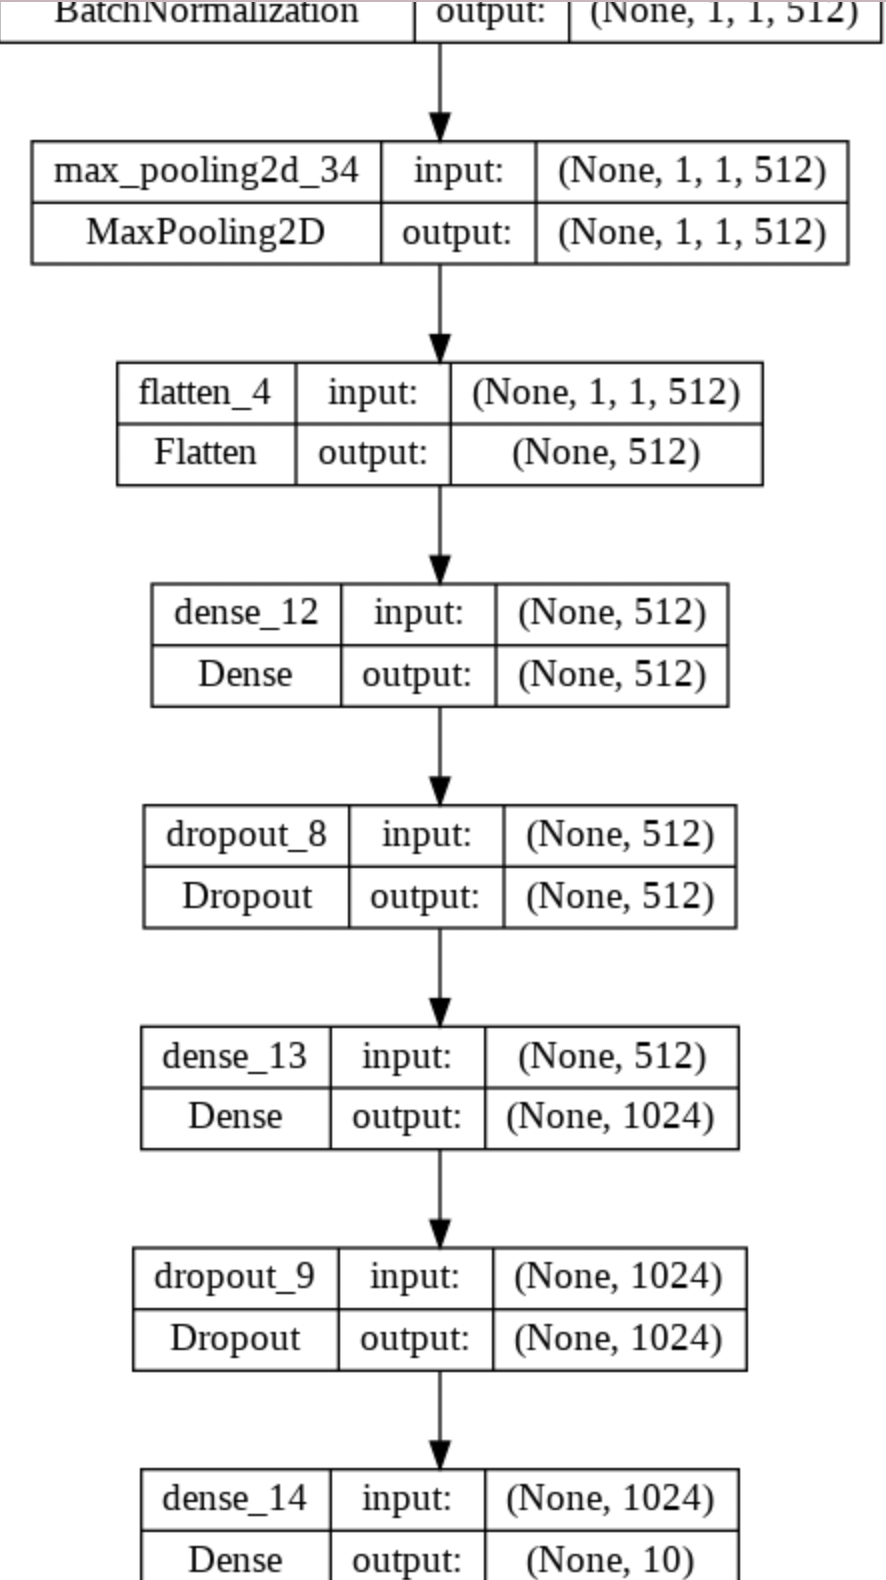 BatchNormalization output: (None, 1, 1, 512)
max_pooling2d_34 input: (None, 1, 1, 512)
MaxPooling2D output: (None, 1, 1, 512)
flatten_4 input: (None, 1, 1, 512)
Flatten output: (None, 512)
dense_12 input: (None, 512)
Dense output: (None, 512)
dropout_8 input: (None, 512)
Dropout output: (None, 512)
dense_13 input: (None, 512)
Dense output: (None, 1024)
dropout_9 input: (None, 1024)
Dropout output: (None, 1024)
dense_14 input: (None, 1024)
Dense output: (None, 10)